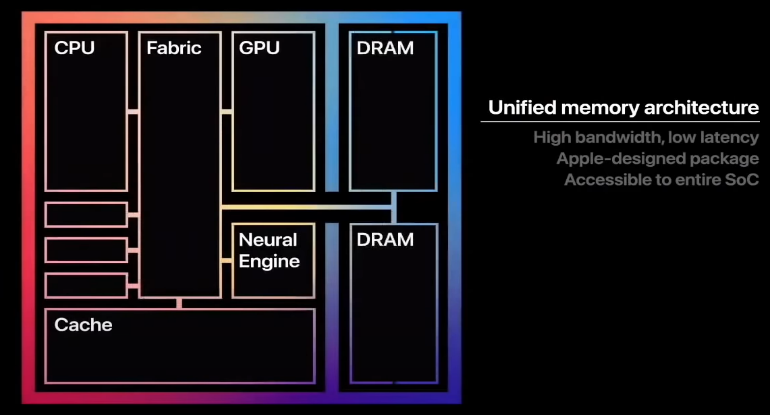 CPU
Fabric
GPU
DRAM
Neural
Engine
DRAM
Cache
Unified memory architecture
High bandwidth, low latency
Apple-designed package
Accessible to entire SoC